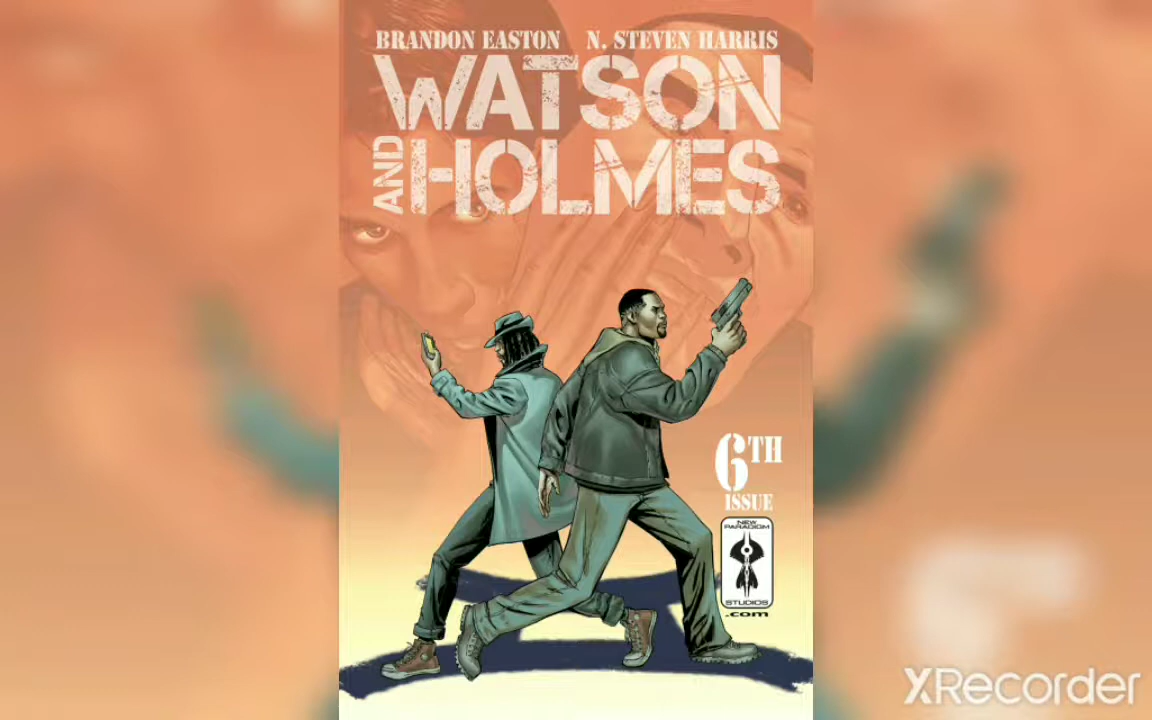 BRANDON EASTON N. STEVEN HARRIS
WATSON
AND HOLMES
6TH
ISSUE
NEW
PARADIGM
STUDIOS
.com
XRecorder